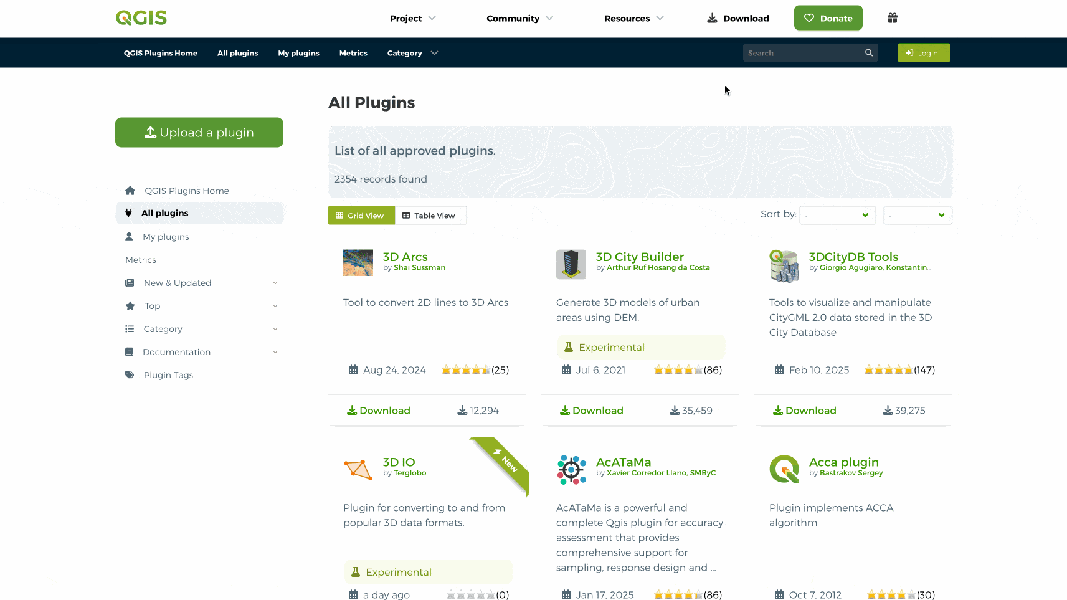 QGIS
Project
Community
Resources
Download
Donate
QGIS Plugins Home
All plugins
My plugins
Metrics
Category
Search
Login
All Plugins
Upload a plugin
List of all approved plugins.
2354 records found
QGIS Plugins Home
All plugins
My plugins
Metrics
New & Updated
Top
Category
Documentation
Plugin Tags
Grid View
Table View
Sort by:
3D Arcs
by Shai Sussman
Tool to convert 2D lines to 3D Arcs
Aug 24, 2024
(25)
Download
12,294
3D City Builder
by Arthur Ruf Hosang da Costa
Generate 3D models of urban
areas using DEM.
Experimental
Jul 6, 2021
(86)
Download
35,459
3DCityDB Tools
by Giorgio Agugiaro, Konstantin...
Tools to visualize and manipulate
CityGML 2.0 data stored in the 3D
City Database
Feb 10, 2025
(147)
Download
39,275
3D IO
by Terglobo
New
Plugin for converting to and from
popular 3D data formats.
Experimental
a day ago
(0)
AcATaMa
by Xavier Corredor Llano, SMByC
AcATaMa is a powerful and
complete Qgis plugin for accuracy
assessment that provides
comprehensive support for
sampling, response design and ...
Jan 17, 2025
(86)
Acca plugin
by Bastrakov Sergey
Plugin implements ACCA
algorithm
Oct 7, 2012
(30)